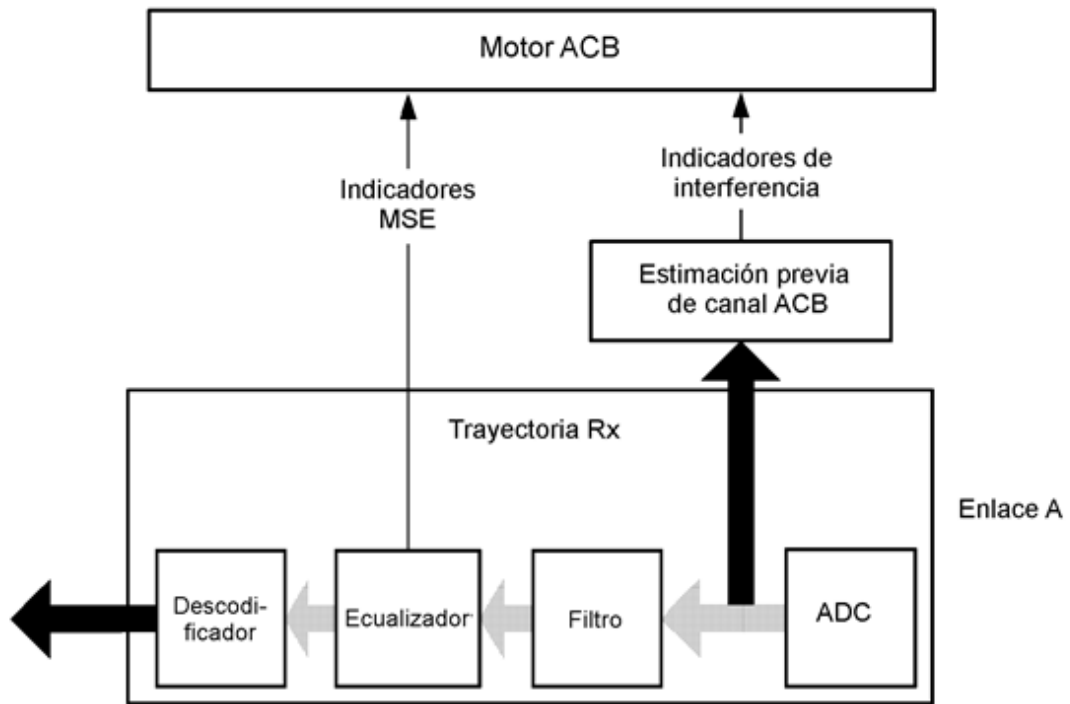 Motor ACB
Indicadores
MSE
Indicadores de
interferencia
Estimación previa
de canal ACB
Trayectoria Rx
Enlace A
Descodi-
ficador
Ecualizador
Filtro
ADC